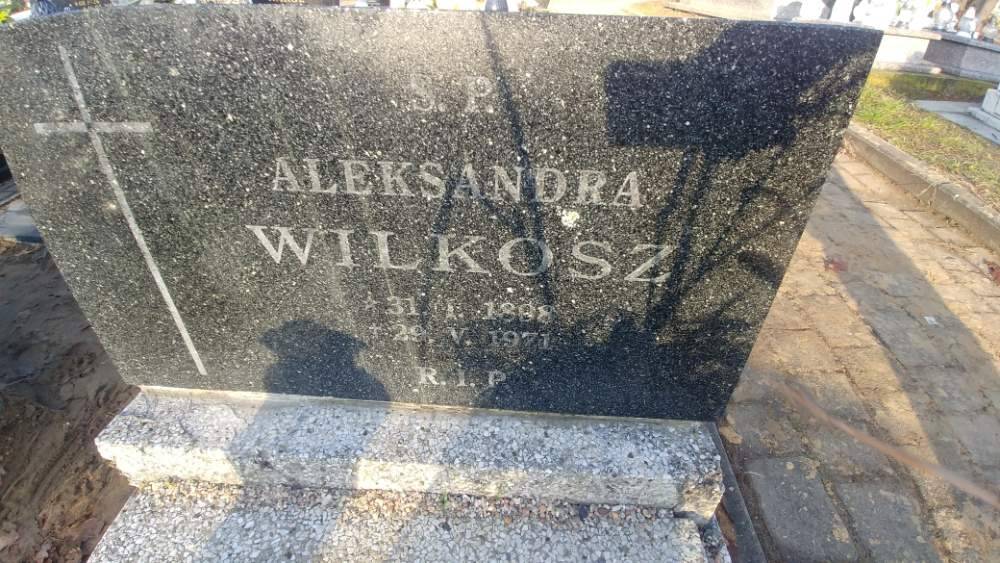 Ś. P.
ALEKSANDRA
WILKOSZ
* 31. I. 1898
† 29. V. 1971
R. I. P.